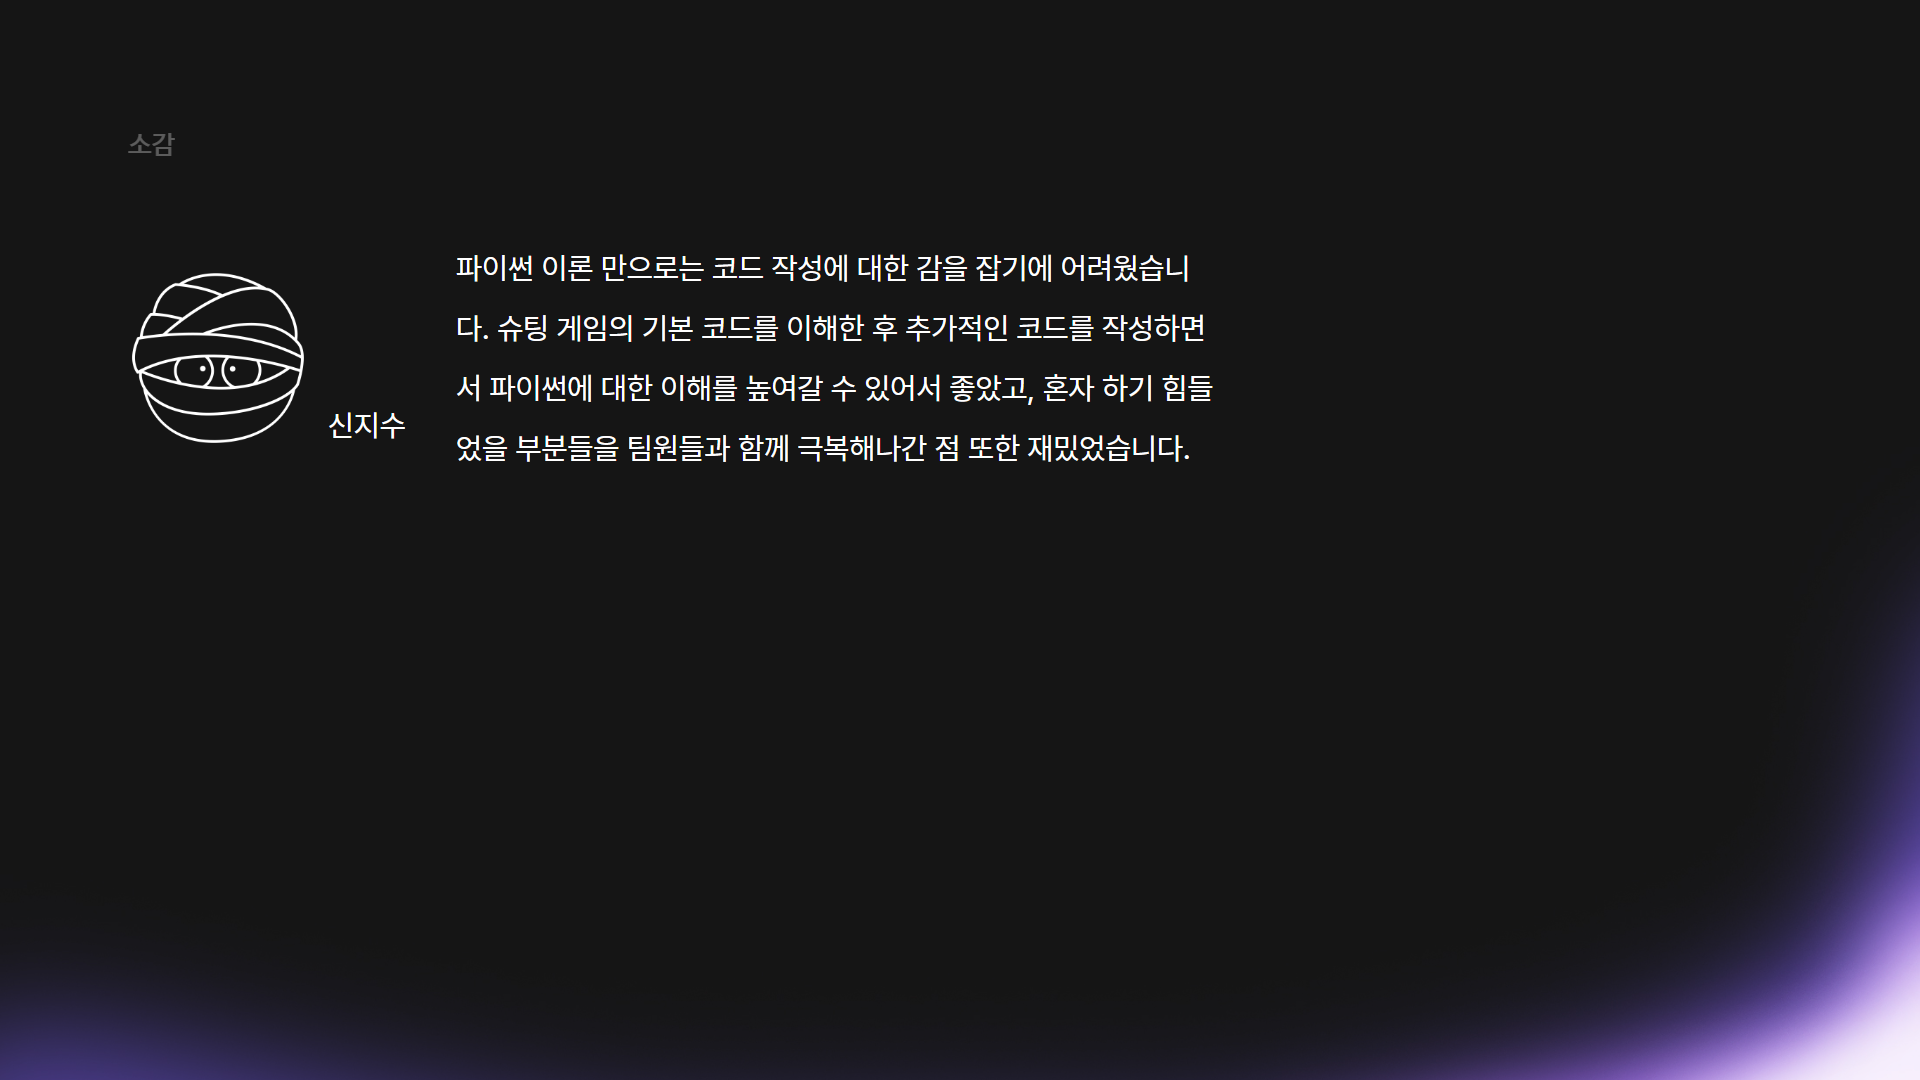 소감
신지수
파이썬 이론 만으로는 코드 작성에 대한 감을 잡기에 어려웠습니
다. 슈팅 게임의 기본 코드를 이해한 후 추가적인 코드를 작성하면
서 파이썬에 대한 이해를 높여갈 수 있어서 좋았고, 혼자 하기 힘들
었을 부분들을 팀원들과 함께 극복해나간 점 또한 재밌었습니다.